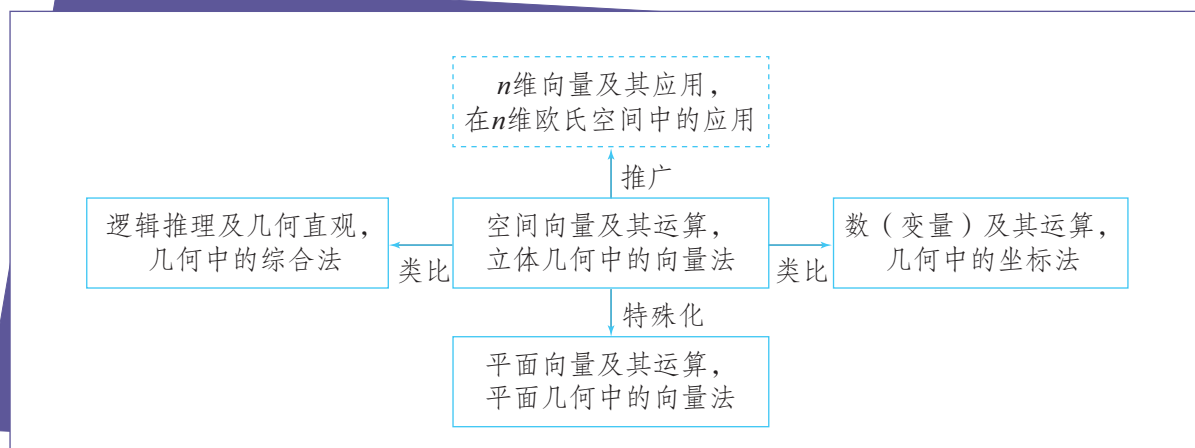 n维向量及其应用，
在n维欧氏空间中的应用
推广
逻辑推理及几何直观，
几何中的综合法
类比
空间向量及其运算，
立体几何中的向量法
类比
数（变量）及其运算，
几何中的坐标法
特殊化
平面向量及其运算，
平面几何中的向量法